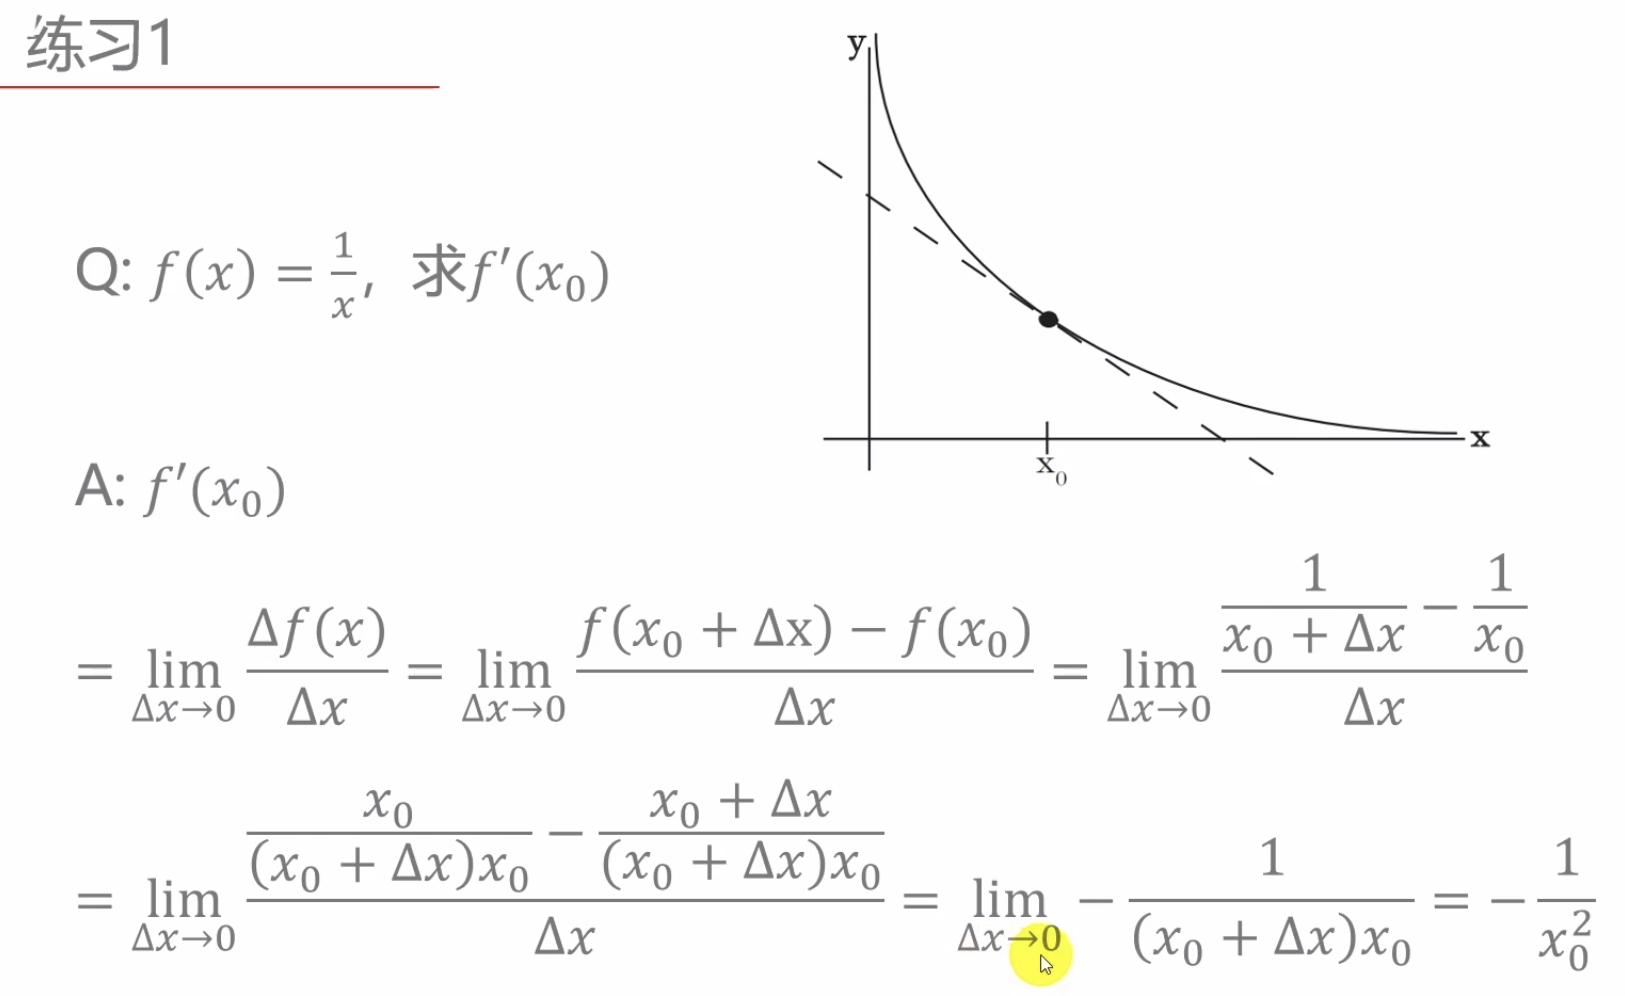 练习1
y
Q: f(x) = 1/x, 求f′(x₀)
x
x₀
A: f′(x₀)
= lim_{Δx→0} Δf(x)/Δx = lim_{Δx→0} (f(x₀ + Δx) − f(x₀))/Δx = lim_{Δx→0} (1/(x₀ + Δx) − 1/x₀)/Δx
= lim_{Δx→0} (x₀/((x₀ + Δx)x₀) − (x₀ + Δx)/((x₀ + Δx)x₀))/Δx = lim_{Δx→0} − 1/((x₀ + Δx)x₀) = − 1/x₀²